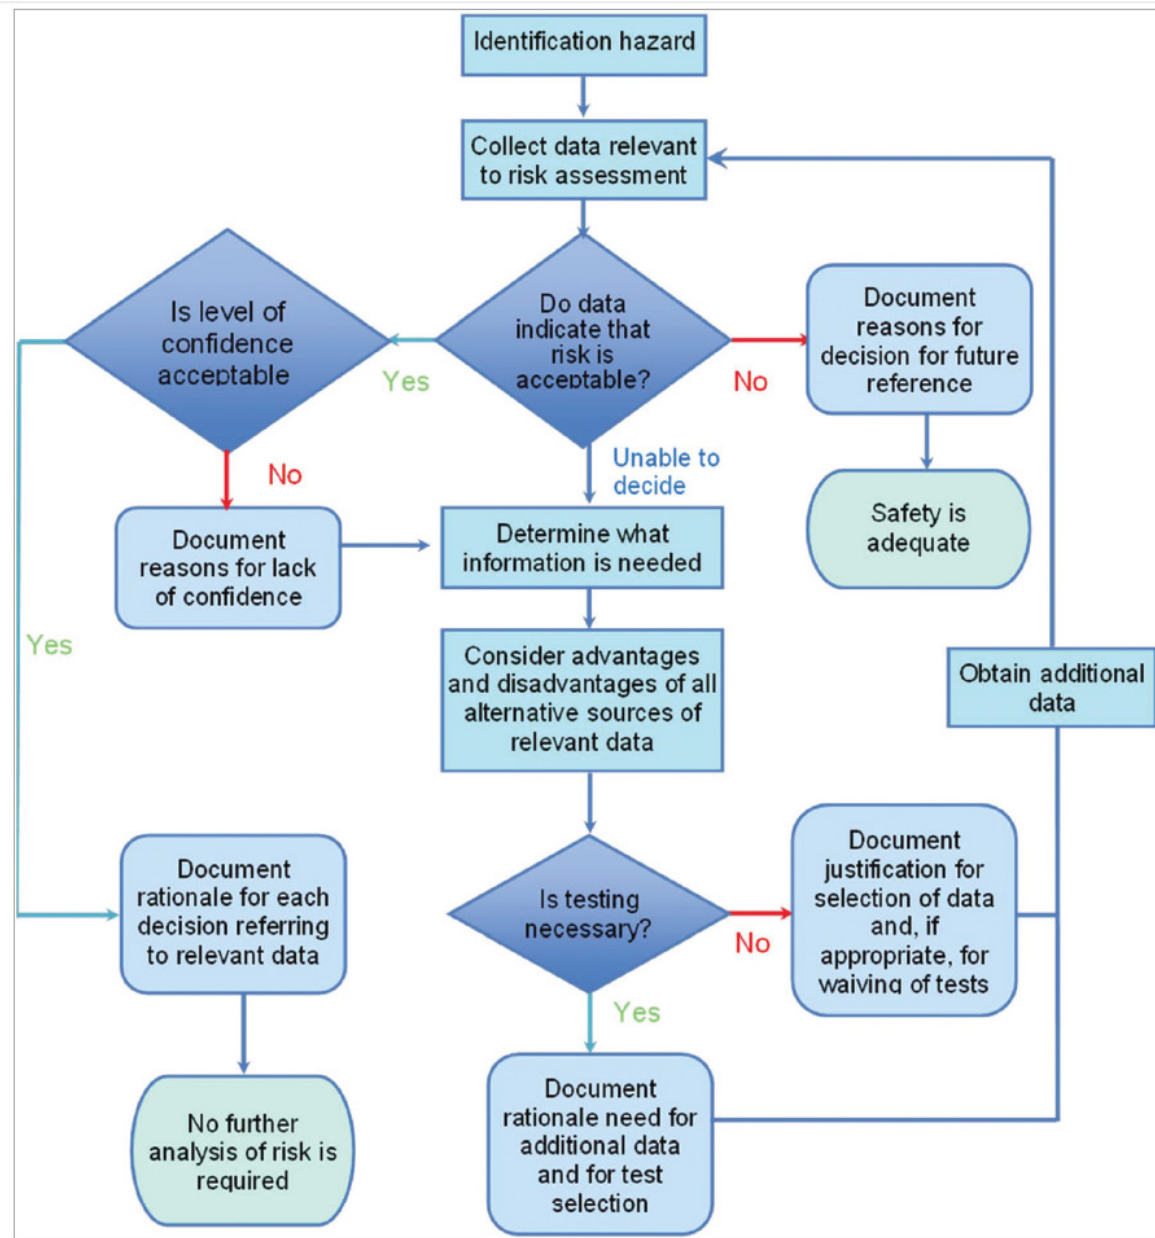 Identification hazard
Collect data relevant
to risk assessment
Is level of
confidence
acceptable
Do data
indicate that
risk is
acceptable?
Document
reasons for
decision for future
reference
Yes
No
No
Unable to
decide
Safety is
adequate
Document
reasons for lack
of confidence
Determine what
information is needed
Yes
Consider advantages
and disadvantages of all
alternative sources of
relevant data
Obtain additional
data
Document
rationale for each
decision referring
to relevant data
Is testing
necessary?
No
Document
justification for
selection of data
and, if
appropriate, for
waiving of tests
Yes
No further
analysis of risk is
required
Document
rationale need for
additional data
and for test
selection